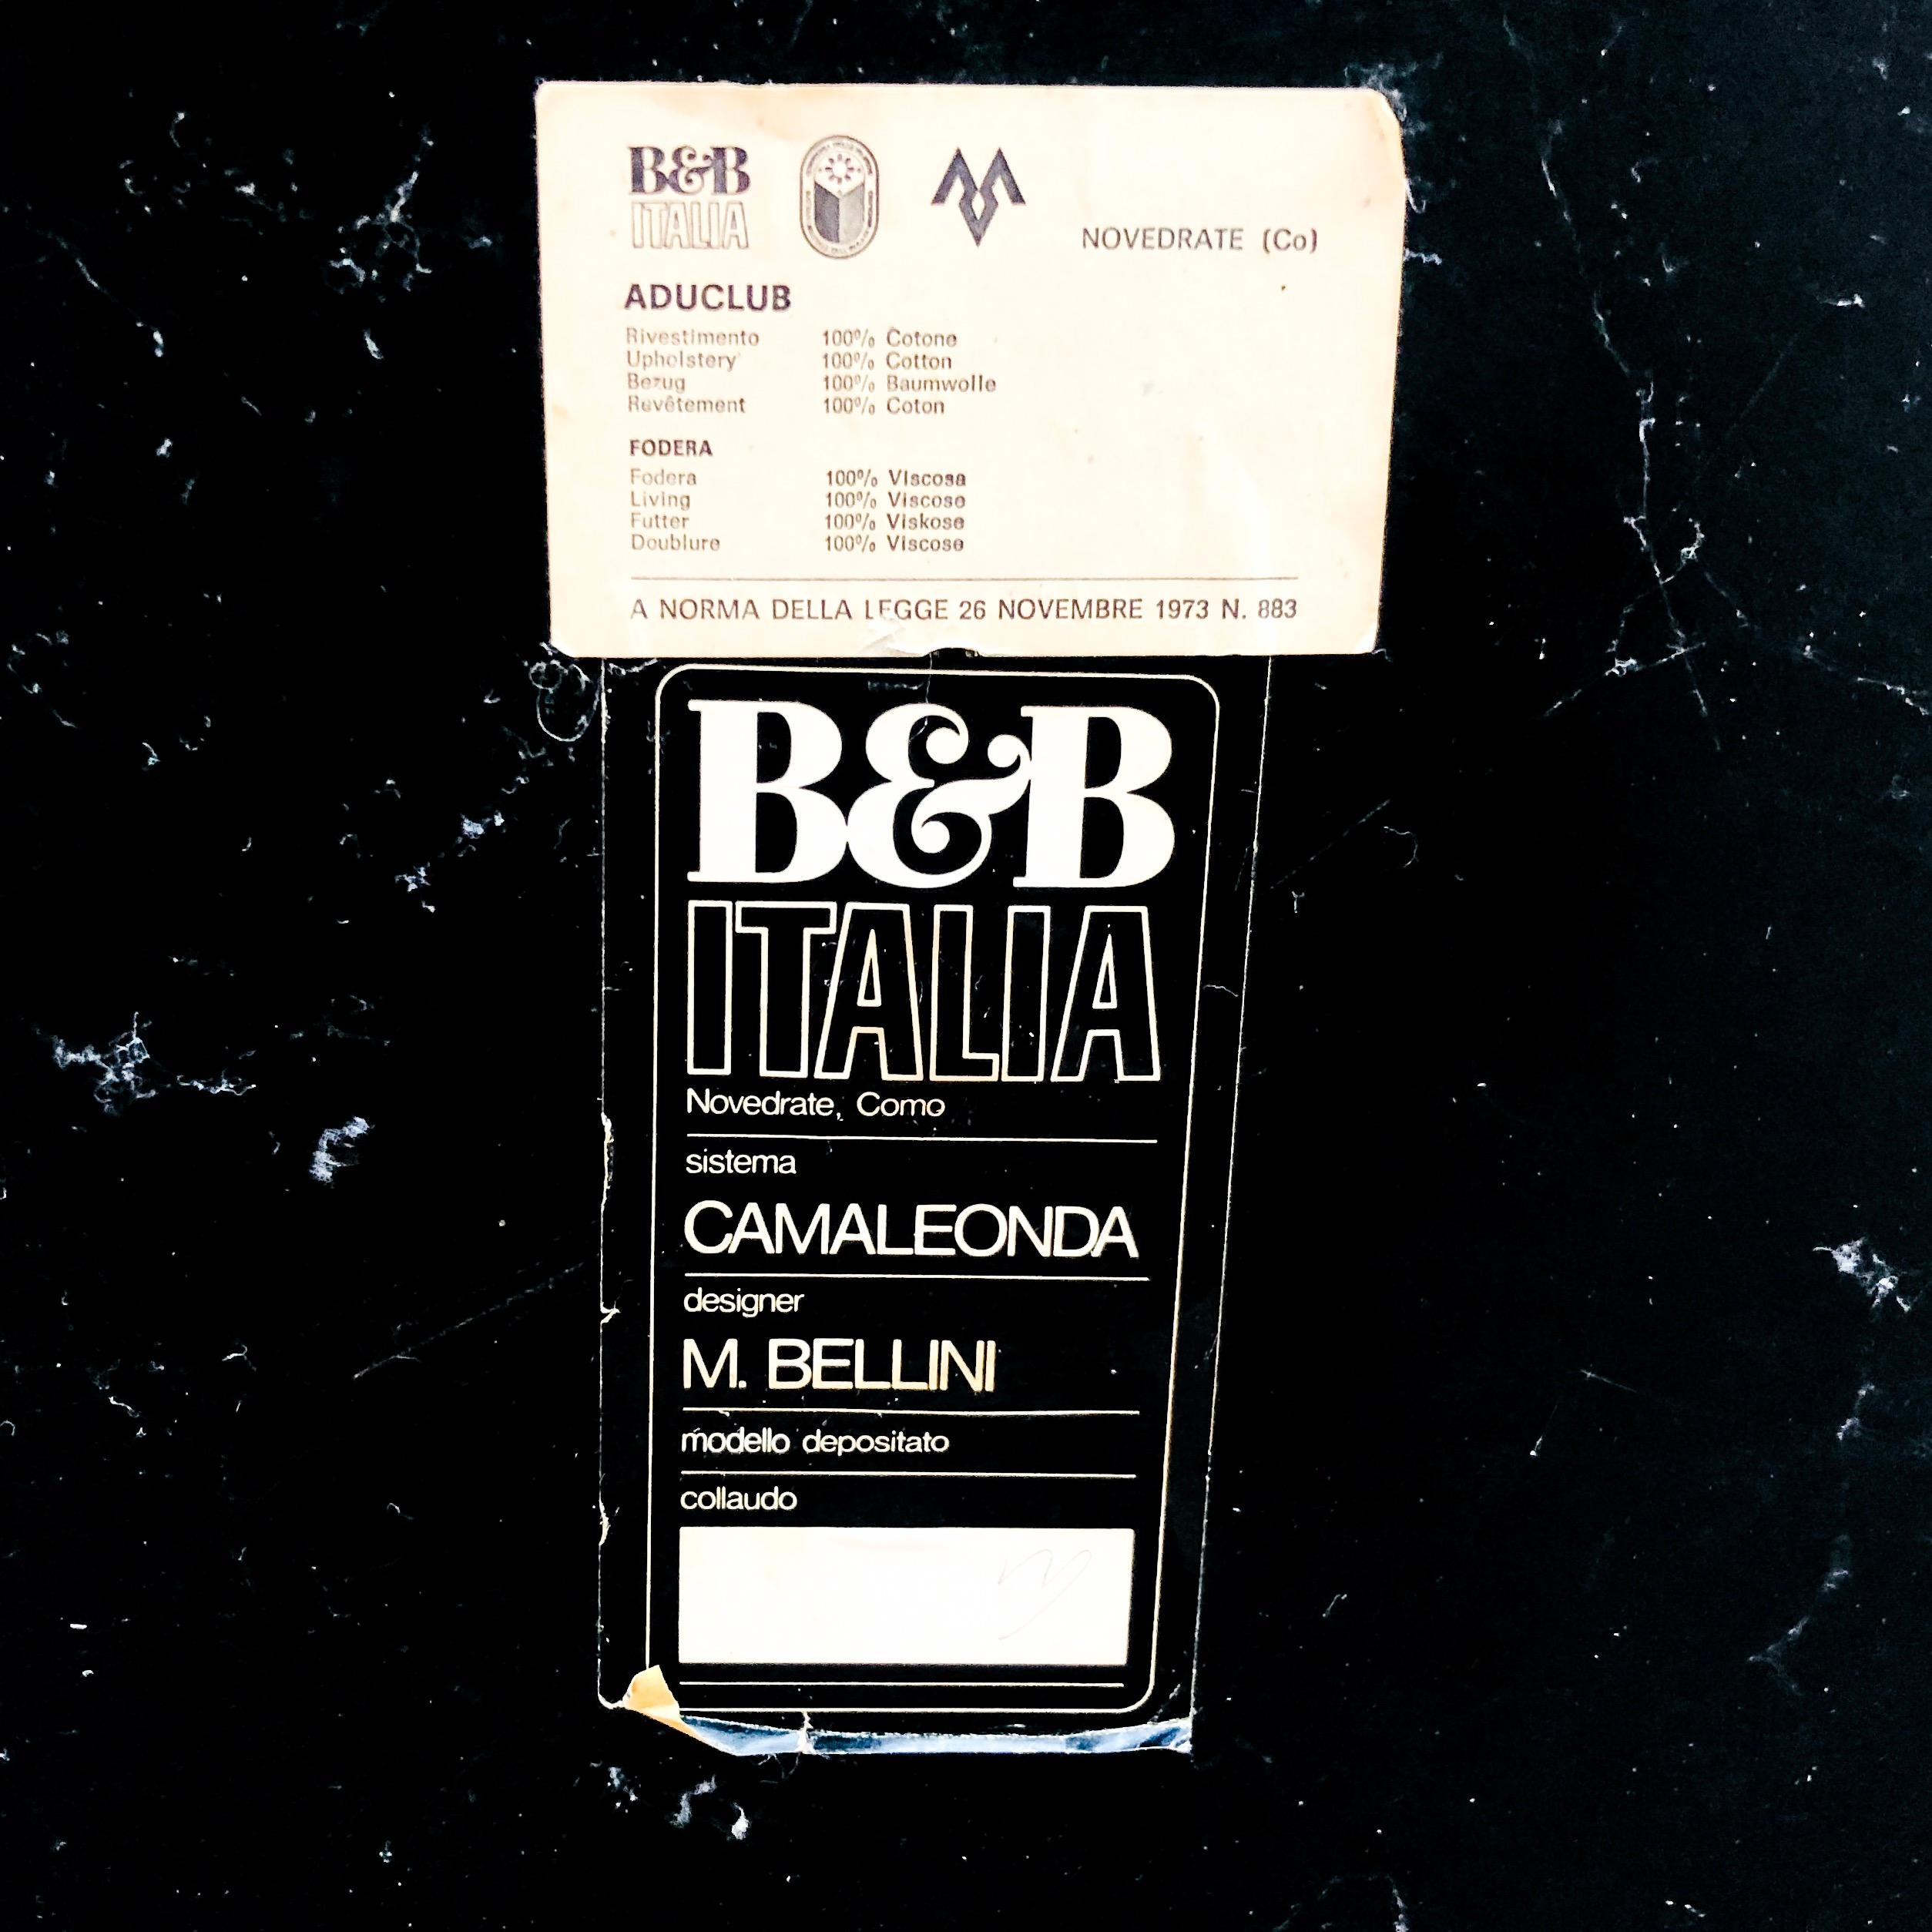 B&B
ITALIA
NOVEDRATE (Co)
ADUCLUB
Rivestimento 100% Cotone
Upholstery 100% Cotton
Bezug 100% Baumwolle
Revêtement 100% Coton
FODERA
Fodera 100% Viscosa
Living 100% Viscose
Futter 100% Viskose
Doublure 100% Viscose
A NORMA DELLA LEGGE 26 NOVEMBRE 1973 N. 883
B&B
ITALIA
Novedrate, Como
sistema
CAMALEONDA
designer
M. BELLINI
modello depositato
collaudo